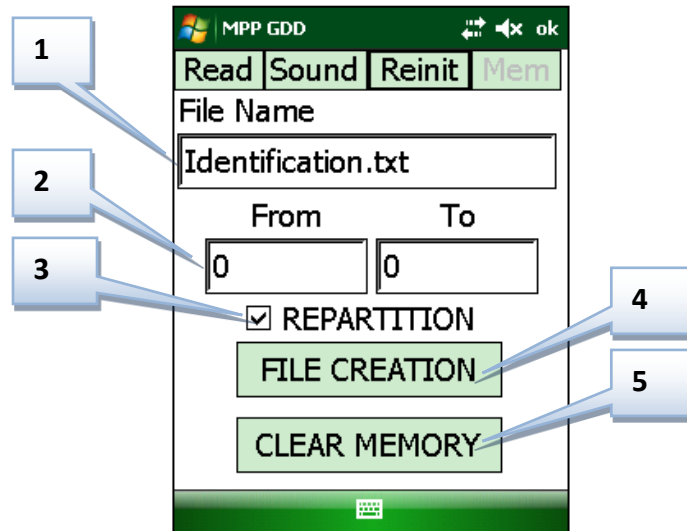 MPP GDD ok
Read Sound Reinit Mem
File Name
Identification.txt
From To
0 0
REPARTITION
FILE CREATION
CLEAR MEMORY
1
2
3
4
5